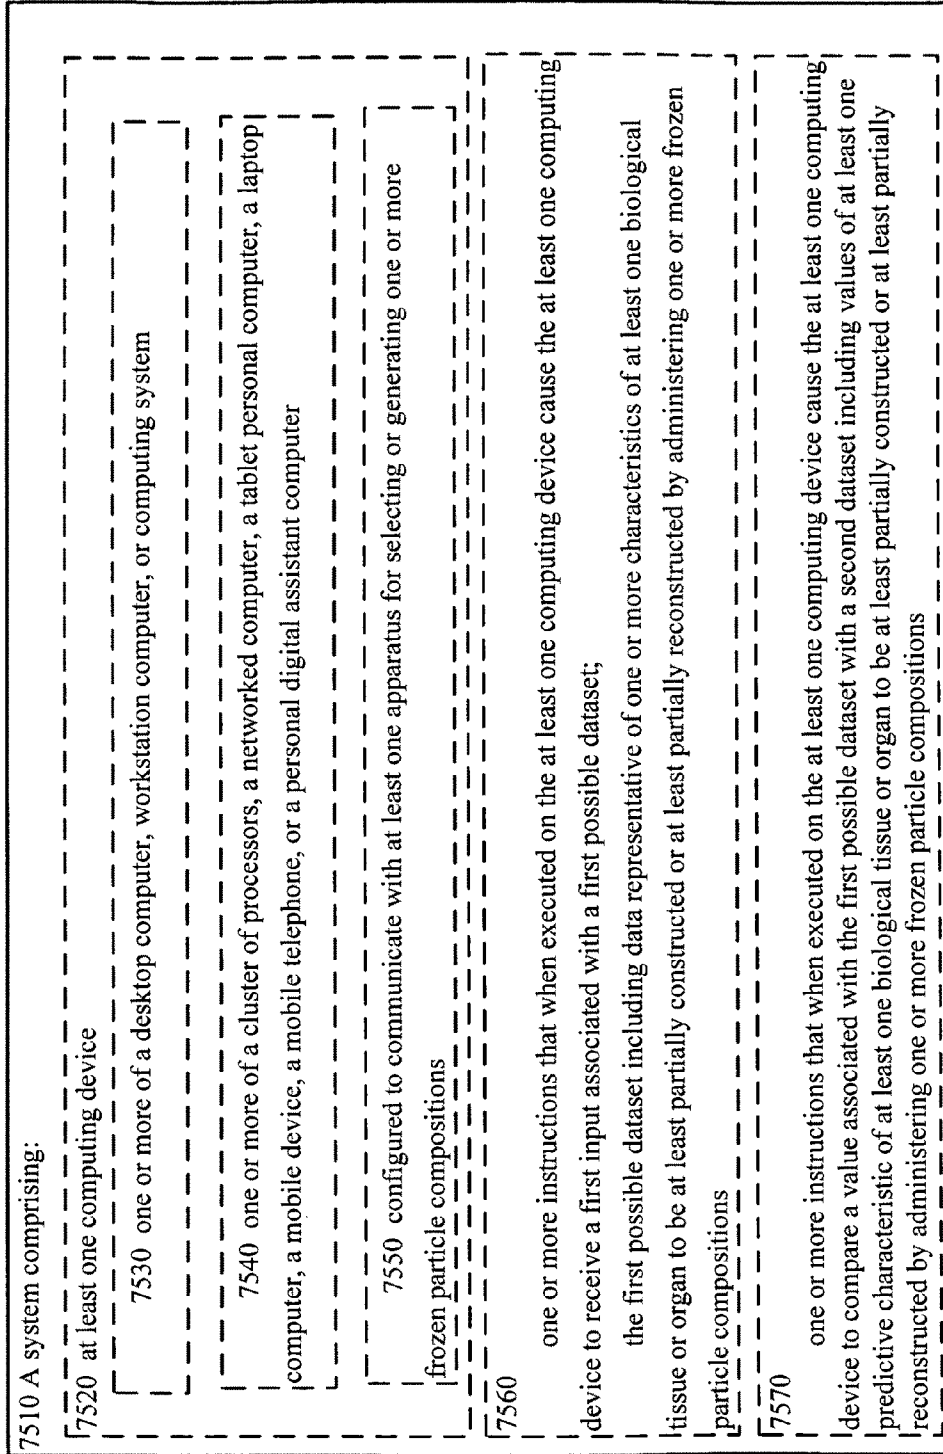 7510 A system comprising:
7520 at least one computing device
7530 one or more of a desktop computer, workstation computer, or computing system
7540 one or more of a cluster of processors, a networked computer, a tablet personal computer, a laptop
computer, a mobile device, a mobile telephone, or a personal digital assistant computer
7550 configured to communicate with at least one apparatus for selecting or generating one or more
frozen particle compositions
7560
one or more instructions that when executed on the at least one computing device cause the at least one computing
device to receive a first input associated with a first possible dataset;
the first possible dataset including data representative of one or more characteristics of at least one biological
tissue or organ to be at least partially constructed or at least partially reconstructed by administering one or more frozen
particle compositions
7570
one or more instructions that when executed on the at least one computing device cause the at least one computing
device to compare a value associated with the first possible dataset with a second dataset including values of at least one
predictive characteristic of at least one biological tissue or organ to be at least partially constructed or at least partially
reconstructed by administering one or more frozen particle compositions